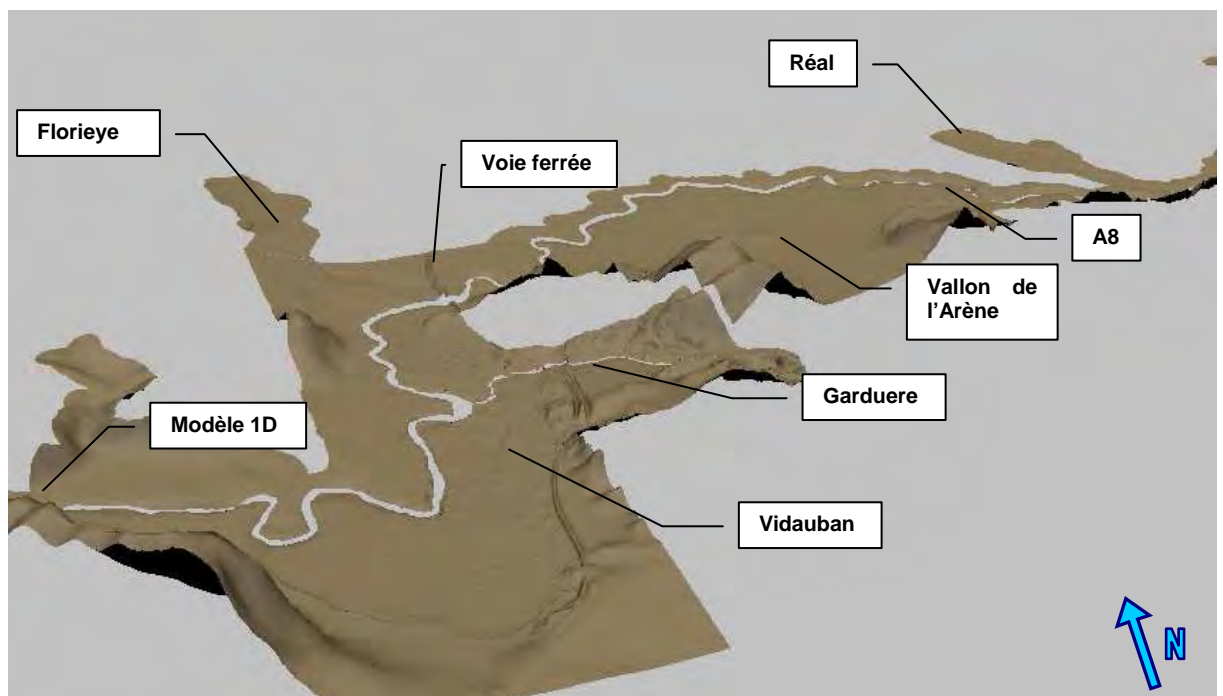 Réal
Florieye
Voie ferrée
A8
Vallon de
l'Arène
Garduere
Modèle 1D
Vidauban
N